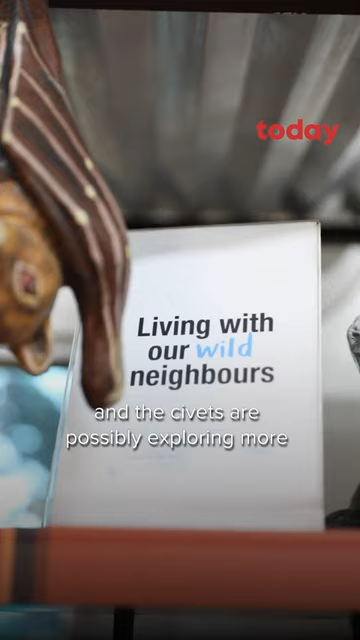 today
Living with
our wild
neighbours
and the civets are
possibly exploring more